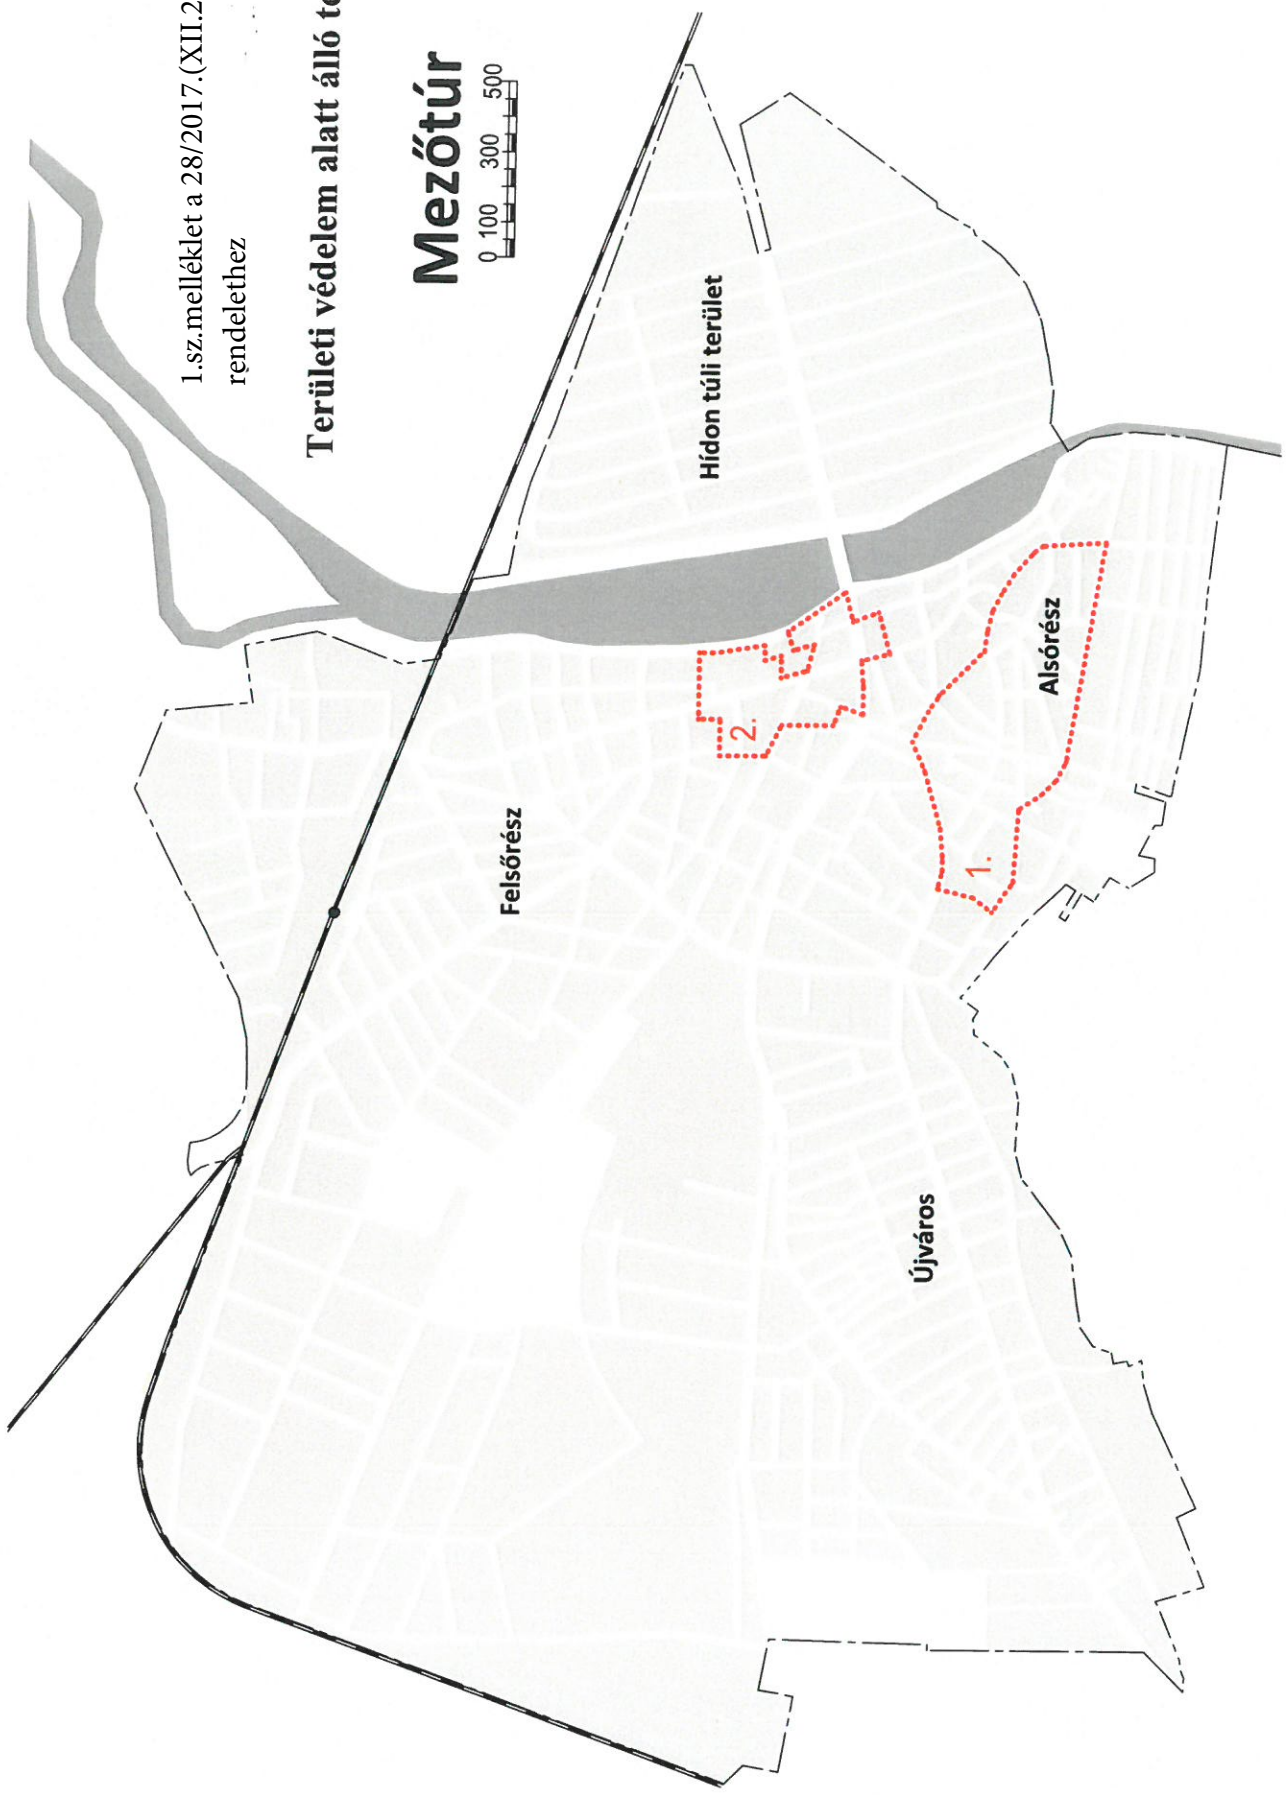 1.sz.melléklet a 28/2017.(XII.2
rendelethez
Területi védelem alatt álló
Mezőtúr
0 100 300 500
Hídon túli terület
Felsőrész
2.
Alsórész
1.
Újváros